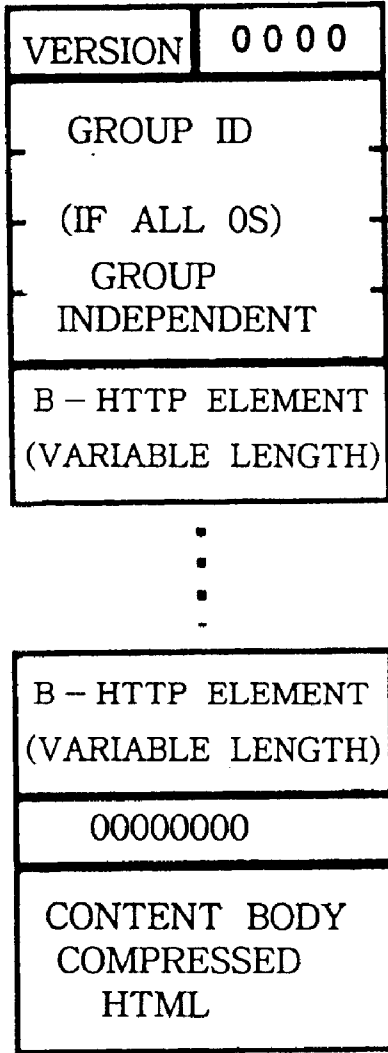 VERSION 0000
GROUP ID
(IF ALL 0S)
GROUP
INDEPENDENT
B-HTTP ELEMENT
(VARIABLE LENGTH)
B-HTTP ELEMENT
(VARIABLE LENGTH)
00000000
CONTENT BODY
COMPRESSED
HTML